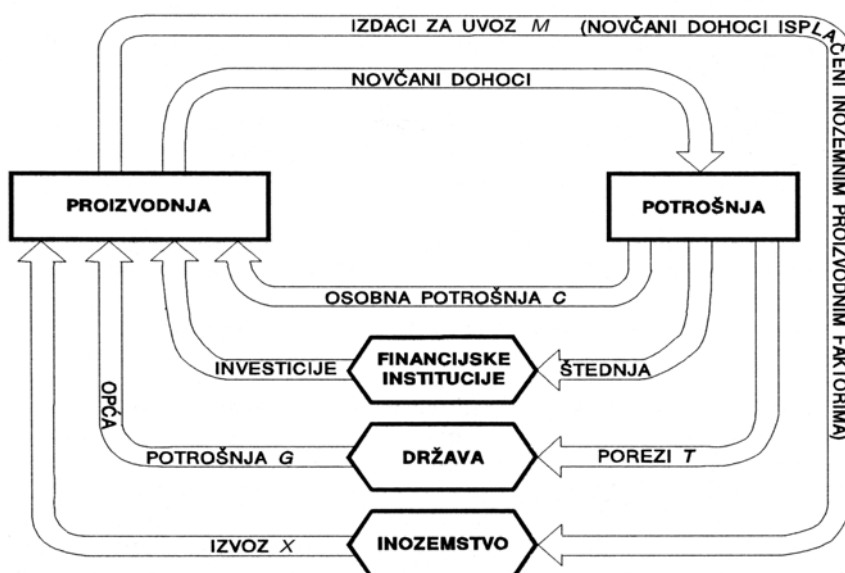 IZDACI ZA UVOZ M (NOVČANI DOHOCI ISPLAĆENI INOZEMNIM PROIZVODNIM FAKTORIMA)
NOVČANI DOHOCI
PROIZVODNJA
POTROŠNJA
OSOBNA POTROŠNJA C
INVESTICIJE
FINANCIJSKE
INSTITUCIJE
ŠTEDNJA
OPĆA
POTROŠNJA G
DRŽAVA
POREZI T
IZVOZ X
INOZEMSTVO